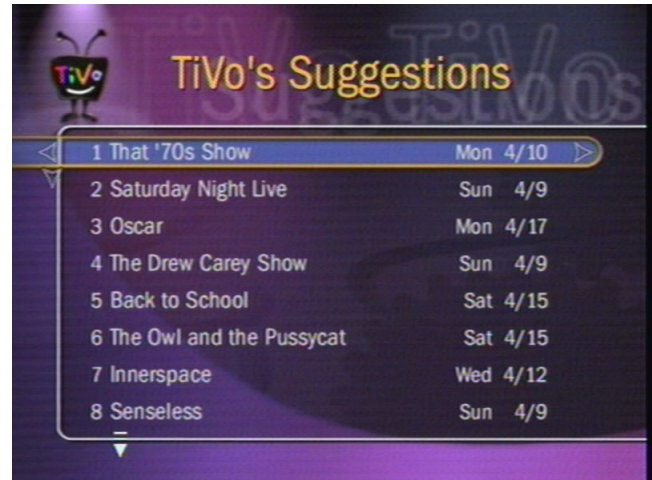 TiVo
TiVo's Suggestions
1 That '70s Show Mon 4/10
2 Saturday Night Live Sun 4/9
3 Oscar Mon 4/17
4 The Drew Carey Show Sun 4/9
5 Back to School Sat 4/15
6 The Owl and the Pussycat Sat 4/15
7 Innerspace Wed 4/12
8 Senseless Sun 4/9